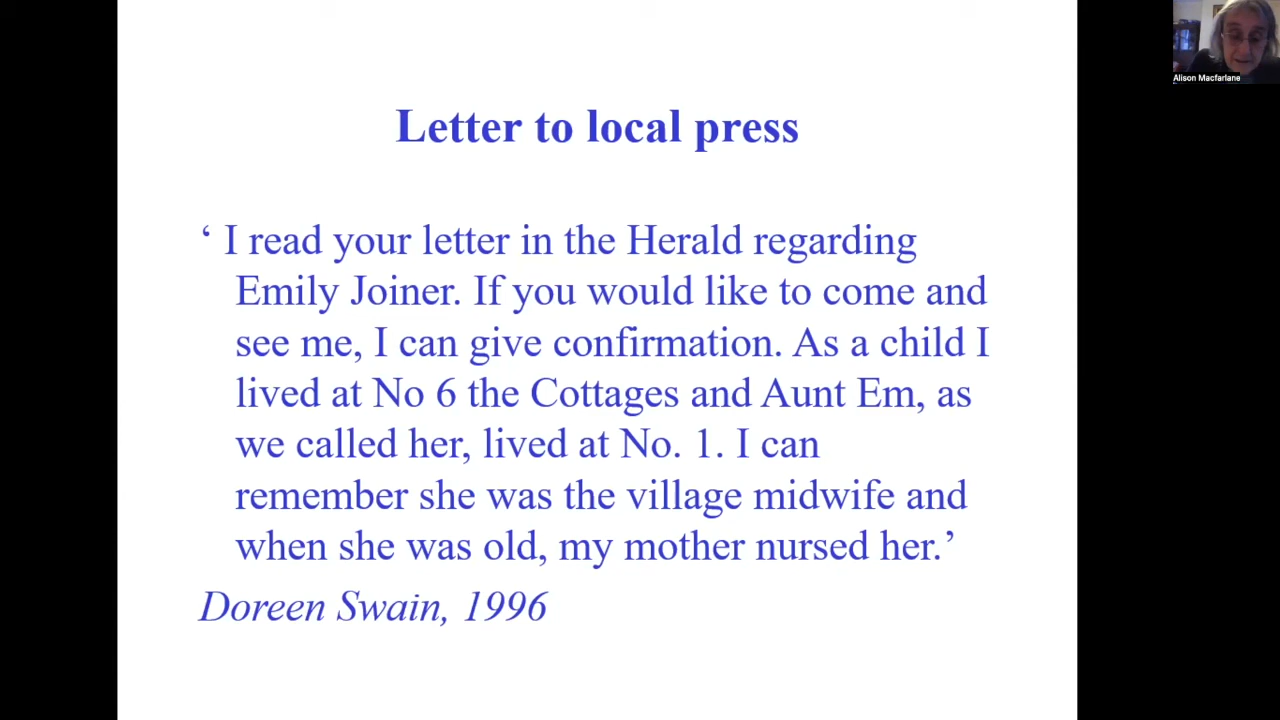 Alison Macfarlane
Letter to local press
‘ I read your letter in the Herald regarding
Emily Joiner. If you would like to come and
see me, I can give confirmation. As a child I
lived at No 6 the Cottages and Aunt Em, as
we called her, lived at No. 1. I can
remember she was the village midwife and
when she was old, my mother nursed her.’
Doreen Swain, 1996